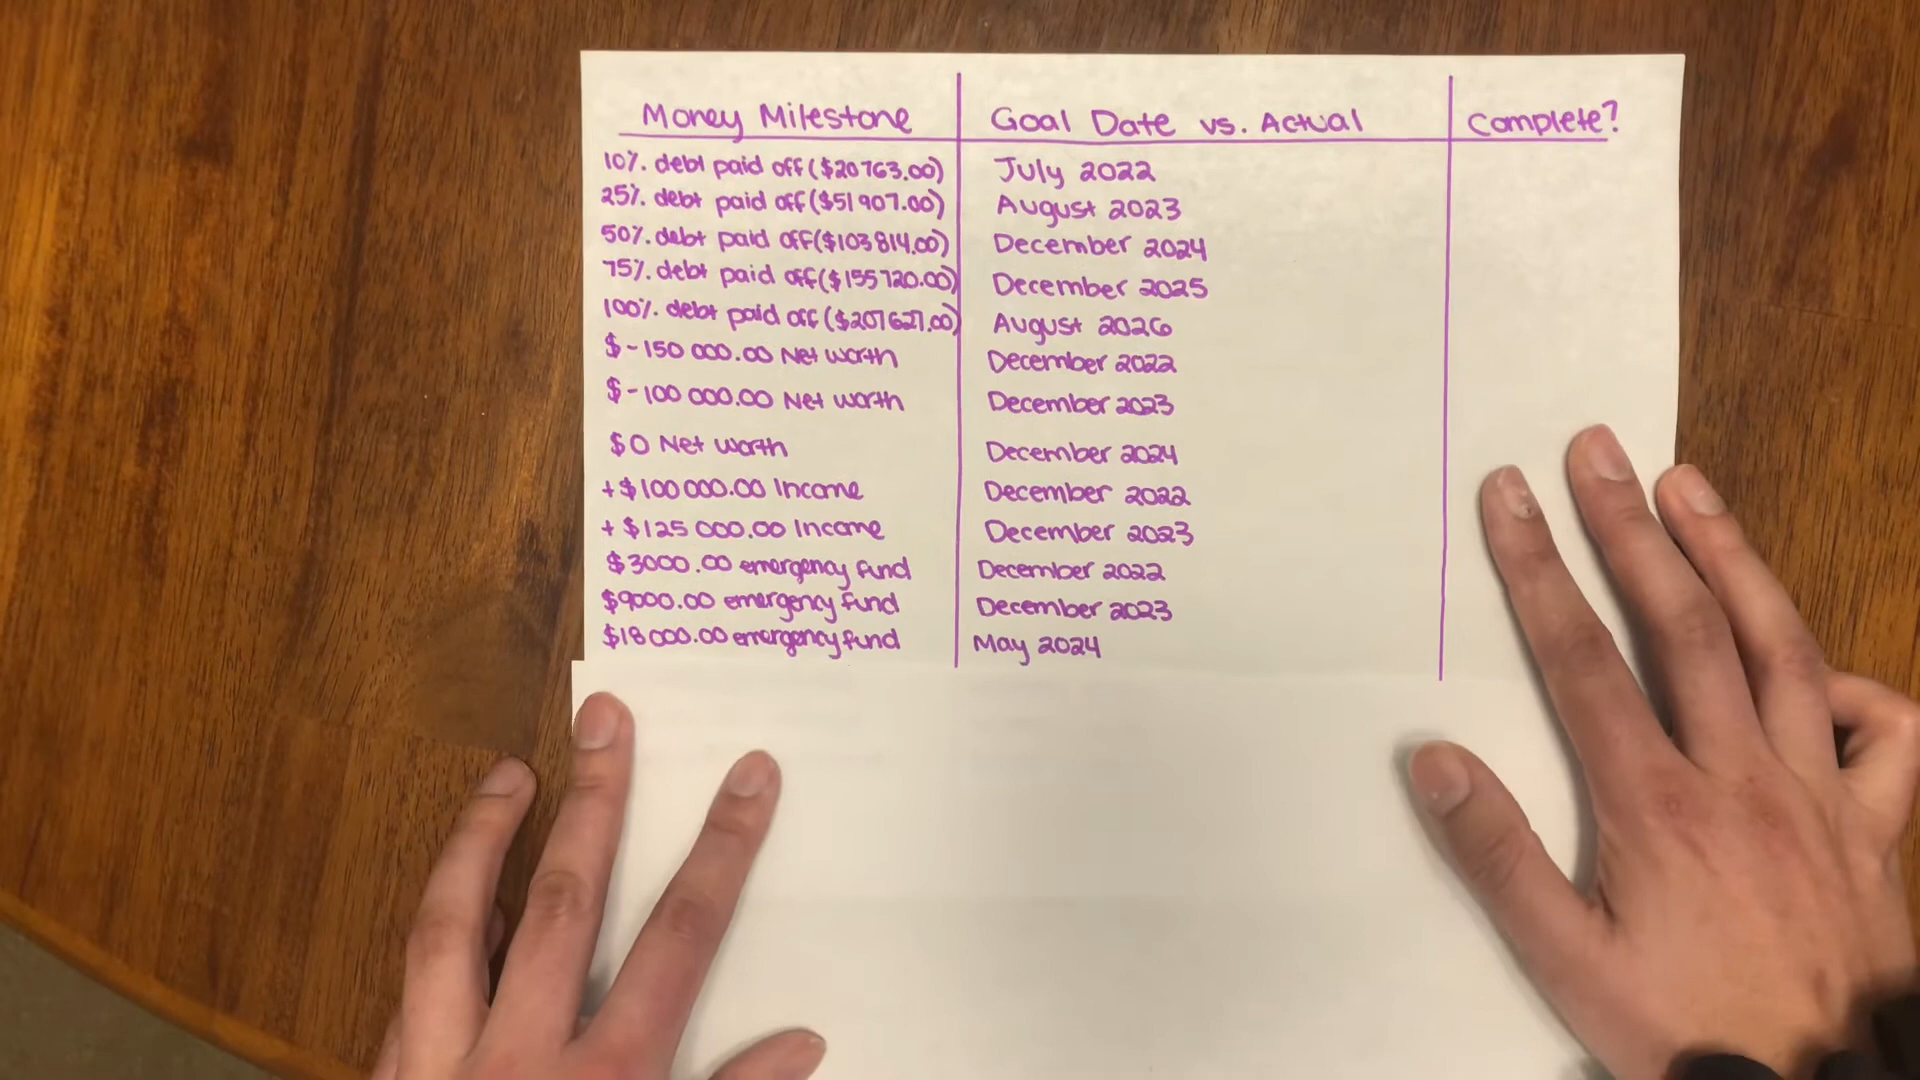 Money Milestone Goal Date vs. Actual Complete?
10% debt paid off ($20763.00) July 2022
25% debt paid off ($51907.00) August 2023
50% debt paid off ($103814.00) December 2024
75% debt paid off ($155720.00) December 2025
100% debt paid off ($207627.00) August 2026
$-150 000.00 Net worth December 2022
$-100 000.00 Net worth December 2023
$0 Net worth December 2024
+$100000.00 Income December 2022
+ $125 000.00 Income December 2023
$3000.00 emergency fund December 2022
$9000.00 emergency fund December 2023
$18000.00 emergency fund May 2024